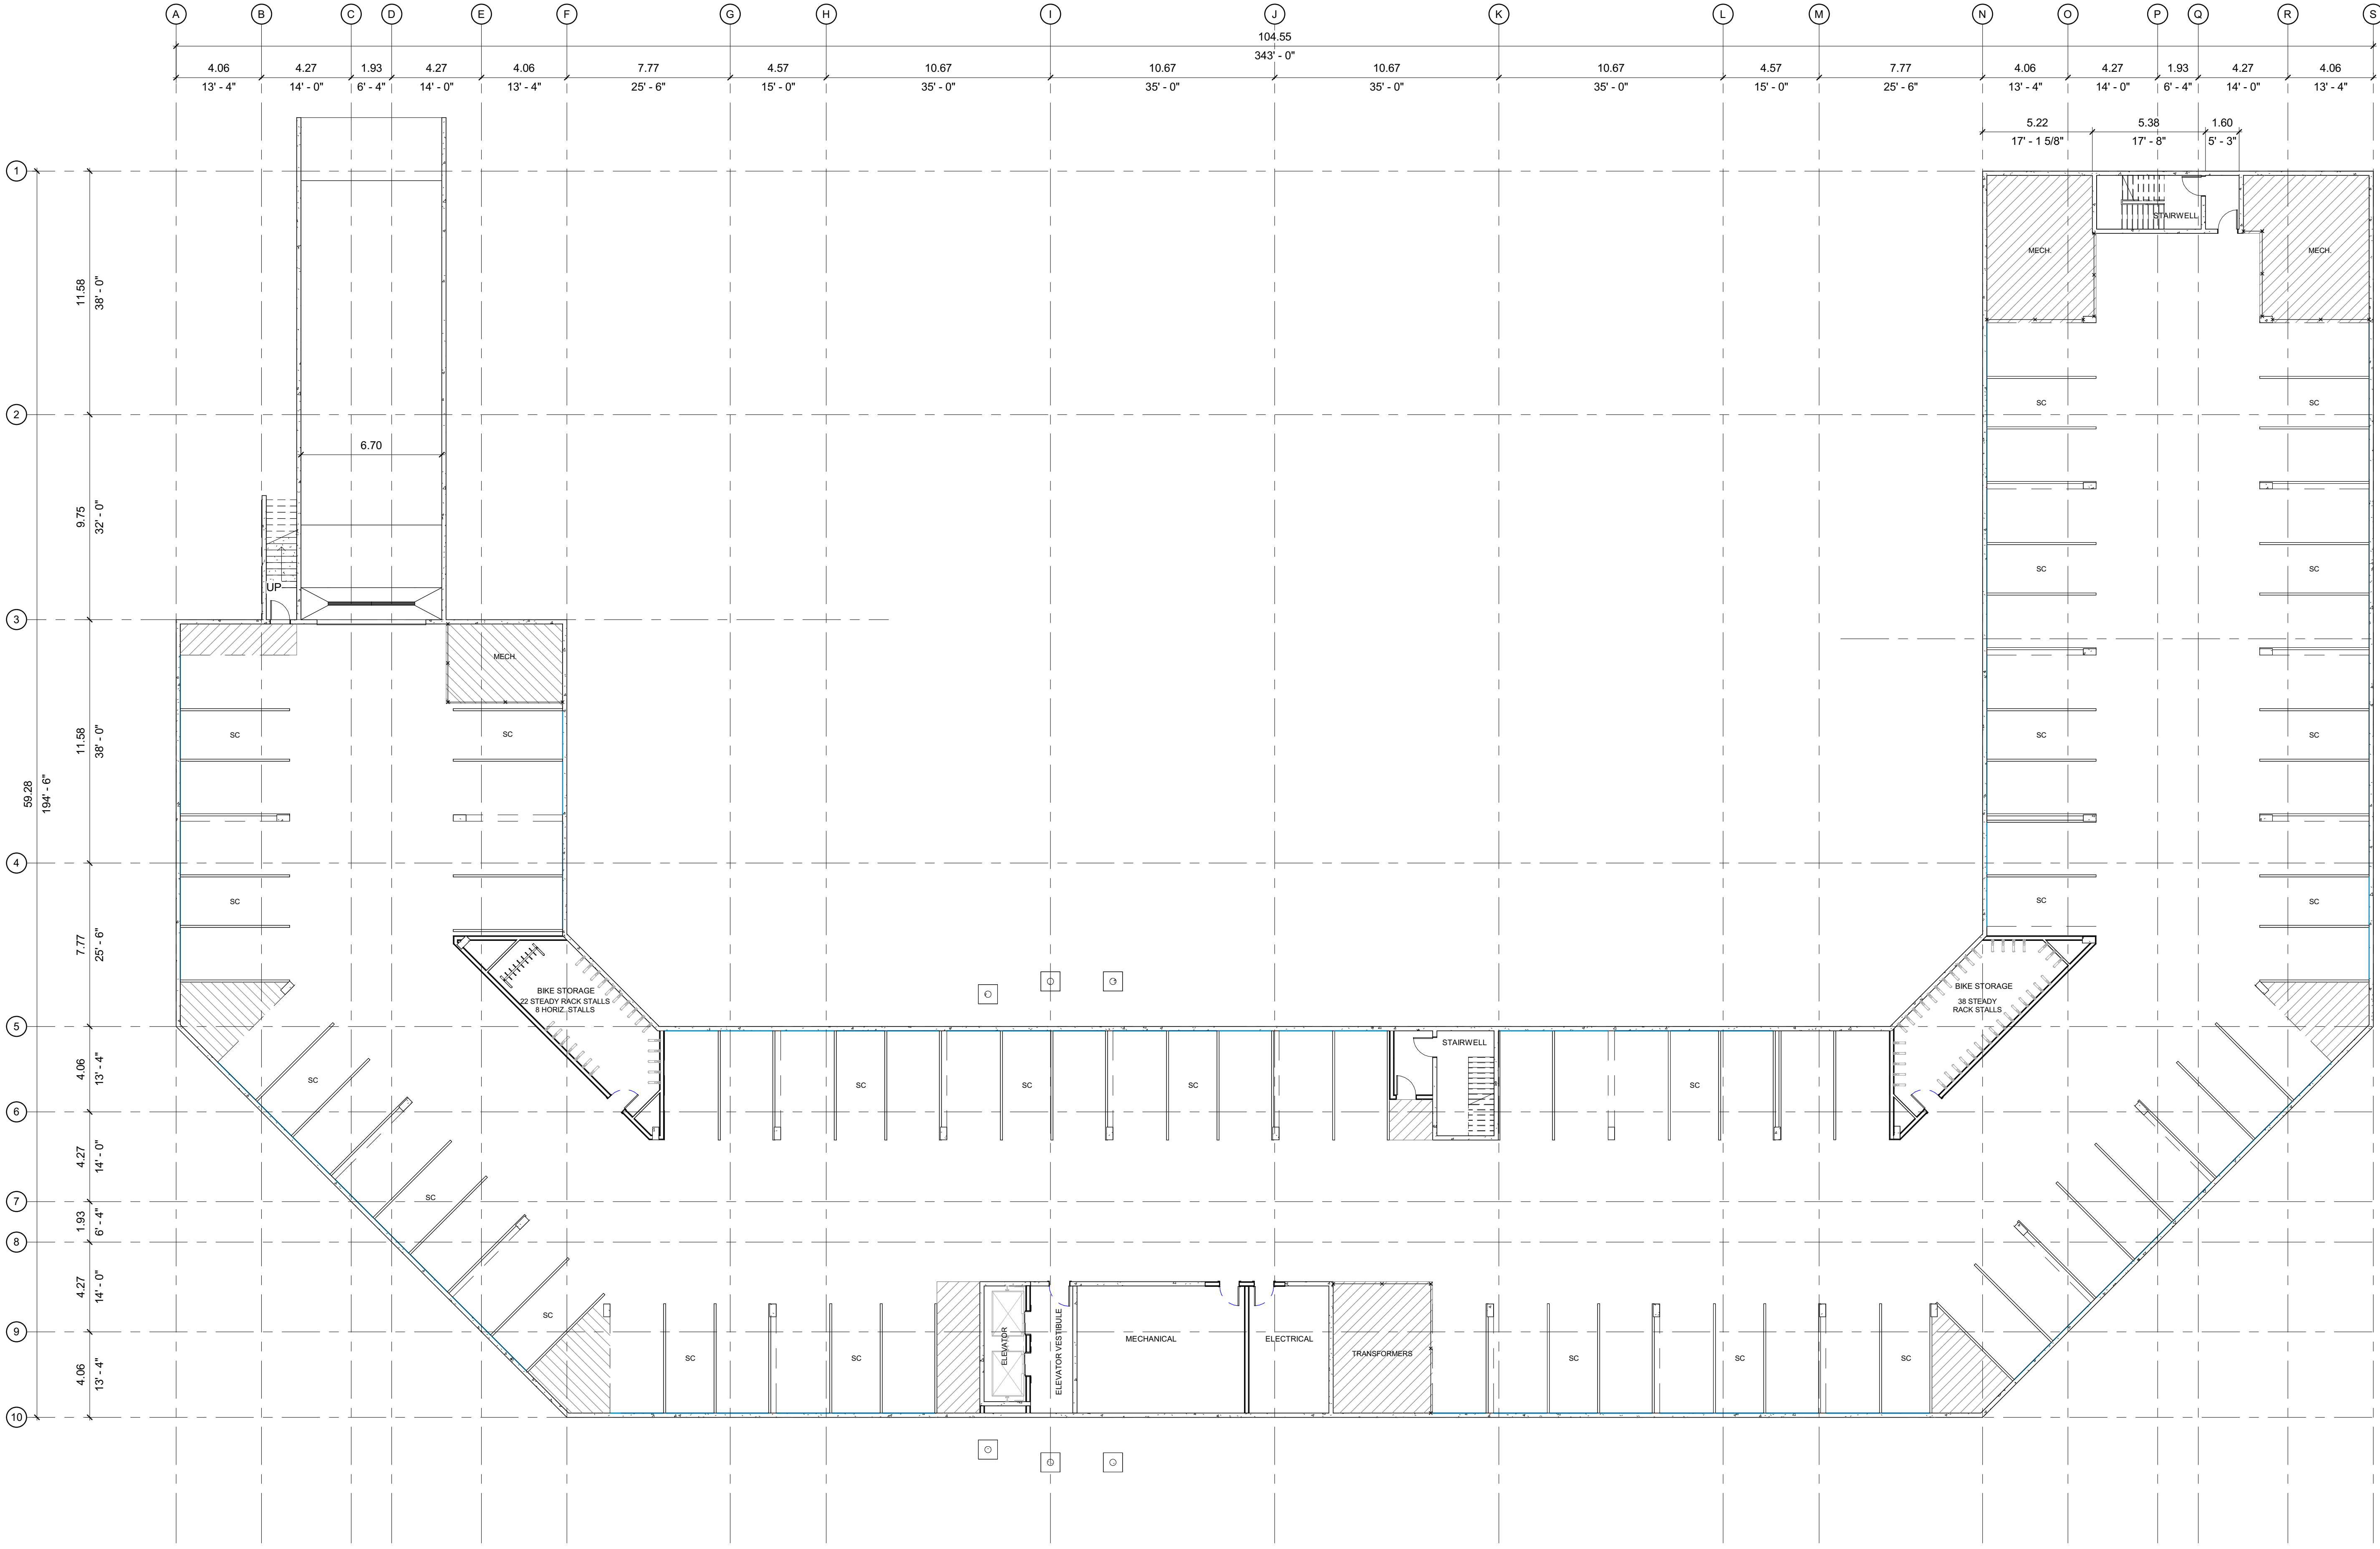 A B C D E F G H I J K L M N O P Q R S
104.55
343' - 0"
4.06 4.27 1.93 4.27 4.06 7.77 4.57 10.67 10.67 10.67 10.67 4.57 7.77 4.06 4.27 1.93 4.27 4.06
13' - 4" 14' - 0" 6' - 4" 14' - 0" 13' - 4" 25' - 6" 15' - 0" 35' - 0" 35' - 0" 35' - 0" 35' - 0" 15' - 0" 25' - 6" 13' - 4" 14' - 0" 6' - 4" 14' - 0" 13' - 4"
5.22 5.38 1.60
17' - 1 5/8" 17' - 8" 5' - 3"
1
STAIRWELL
MECH. MECH.
11.58
38' - 0"
SC SC
2
6.70
9.75
32' - 0"
SC SC
UP
3
MECH.
SC SC SC SC
11.58
38' - 0"
59.28
194' - 6"
4
SC SC SC
7.77
25' - 6"
BIKE STORAGE
22 STEADY RACK STALLS
8 HORIZ. STALLS
BIKE STORAGE
38 STEADY
RACK STALLS
5
STAIRWELL
4.06
13' - 4"
SC SC SC SC SC
6
4.27
14' - 0"
SC
7
1.93
6' - 4"
8
4.27
14' - 0"
SC
9
ELEVATOR
ELEVATOR VESTIBULE
MECHANICAL
ELECTRICAL
TRANSFORMERS
4.06
13' - 4"
SC SC SC SC SC
10